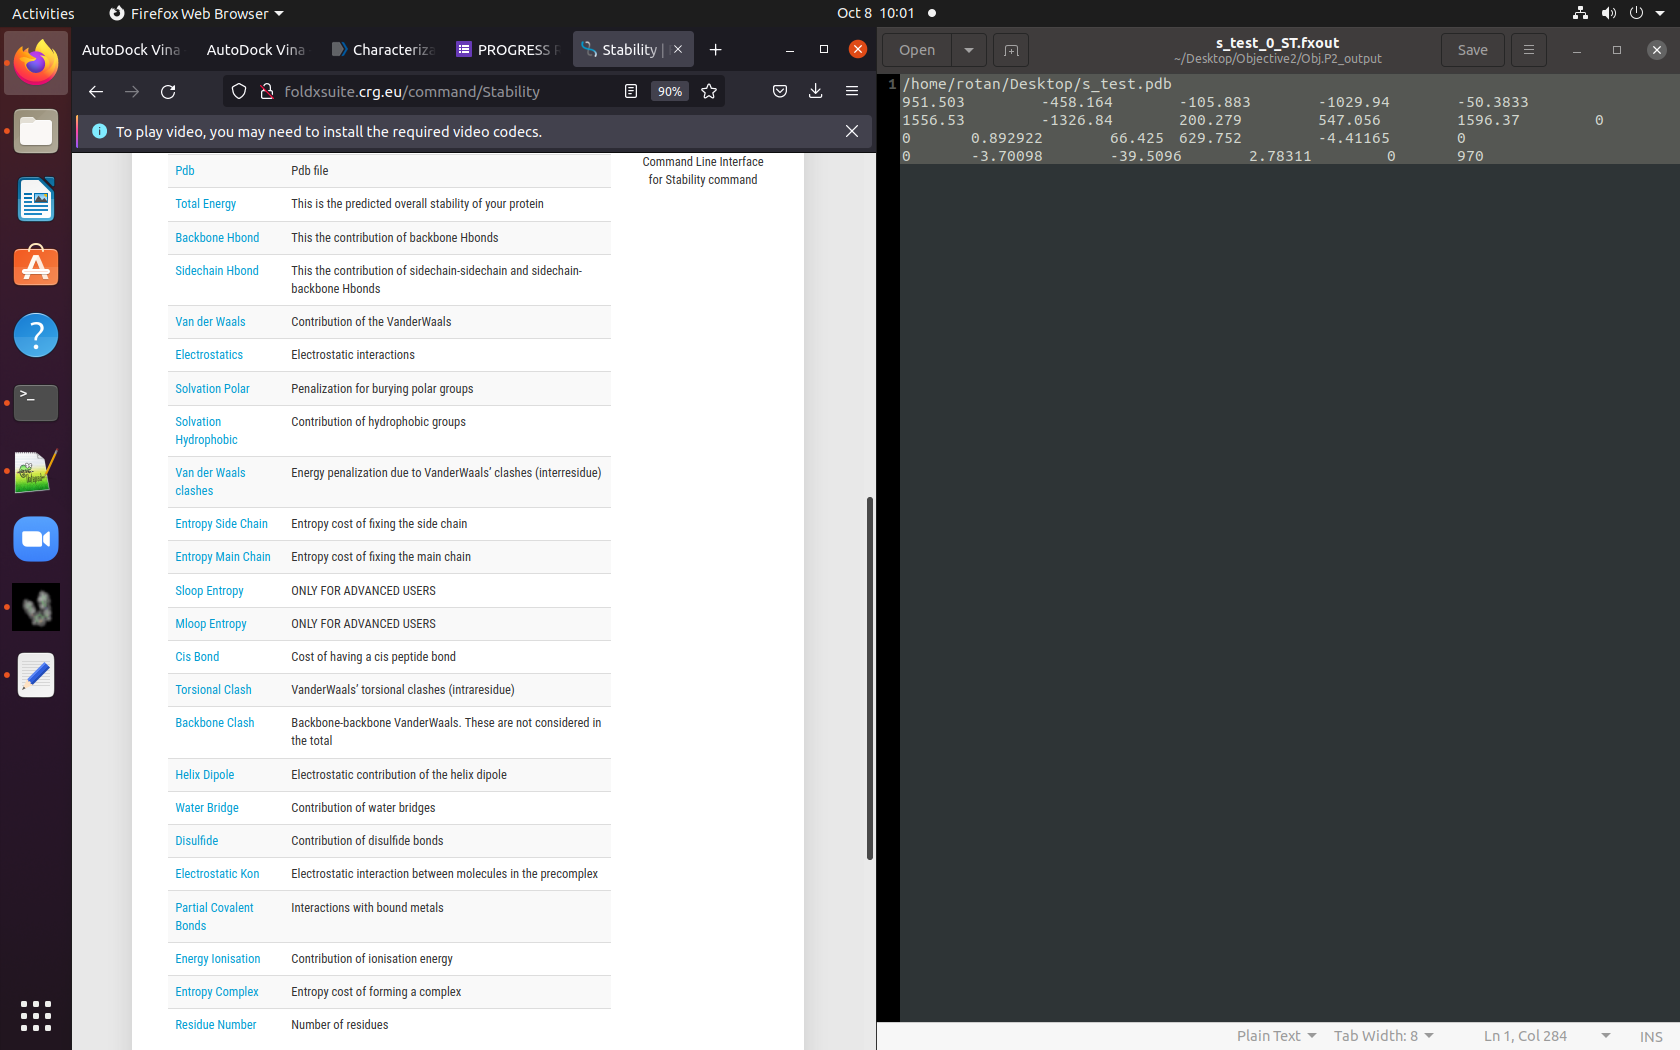 Activities
Firefox Web Browser
Oct 8 10:01
AutoDock Vina
AutoDock Vina
Characteriza
PROGRESS R
Stability |
foldxsuite.crg.eu/command/Stability
90%
To play video, you may need to install the required video codecs.
Pdb Pdb file
Total Energy This is the predicted overall stability of your protein
Backbone Hbond This the contribution of backbone Hbonds
Sidechain Hbond This the contribution of sidechain-sidechain and sidechain-
backbone Hbonds
Van der Waals Contribution of the VanderWaals
Electrostatics Electrostatic interactions
Solvation Polar Penalization for burying polar groups
Solvation
Hydrophobic
Contribution of hydrophobic groups
Van der Waals
clashes
Energy penalization due to VanderWaals’ clashes (interresidue)
Entropy Side Chain Entropy cost of fixing the side chain
Entropy Main Chain Entropy cost of fixing the main chain
Sloop Entropy ONLY FOR ADVANCED USERS
Mloop Entropy ONLY FOR ADVANCED USERS
Cis Bond Cost of having a cis peptide bond
Torsional Clash VanderWaals’ torsional clashes (intraresidue)
Backbone Clash Backbone-backbone VanderWaals. These are not considered in
the total
Helix Dipole Electrostatic contribution of the helix dipole
Water Bridge Contribution of water bridges
Disulfide Contribution of disulfide bonds
Electrostatic Kon Electrostatic interaction between molecules in the precomplex
Partial Covalent
Bonds
Interactions with bound metals
Energy Ionisation Contribution of ionisation energy
Entropy Complex Entropy cost of forming a complex
Residue Number Number of residues
Command Line Interface
for Stability command
Open
s_test_0_ST.fxout
~/Desktop/Objective2/Obj.P2_output
Save
1 /home/rotan/Desktop/s_test.pdb
951.503 -458.164 -105.883 -1029.94 -50.3833
1556.53 -1326.84 200.279 547.056 1596.37 0
0 0.892922 66.425 629.752 -4.41165 0
0 -3.70098 -39.5096 2.78311 0 970
Plain Text
Tab Width: 8
Ln 1, Col 284
INS